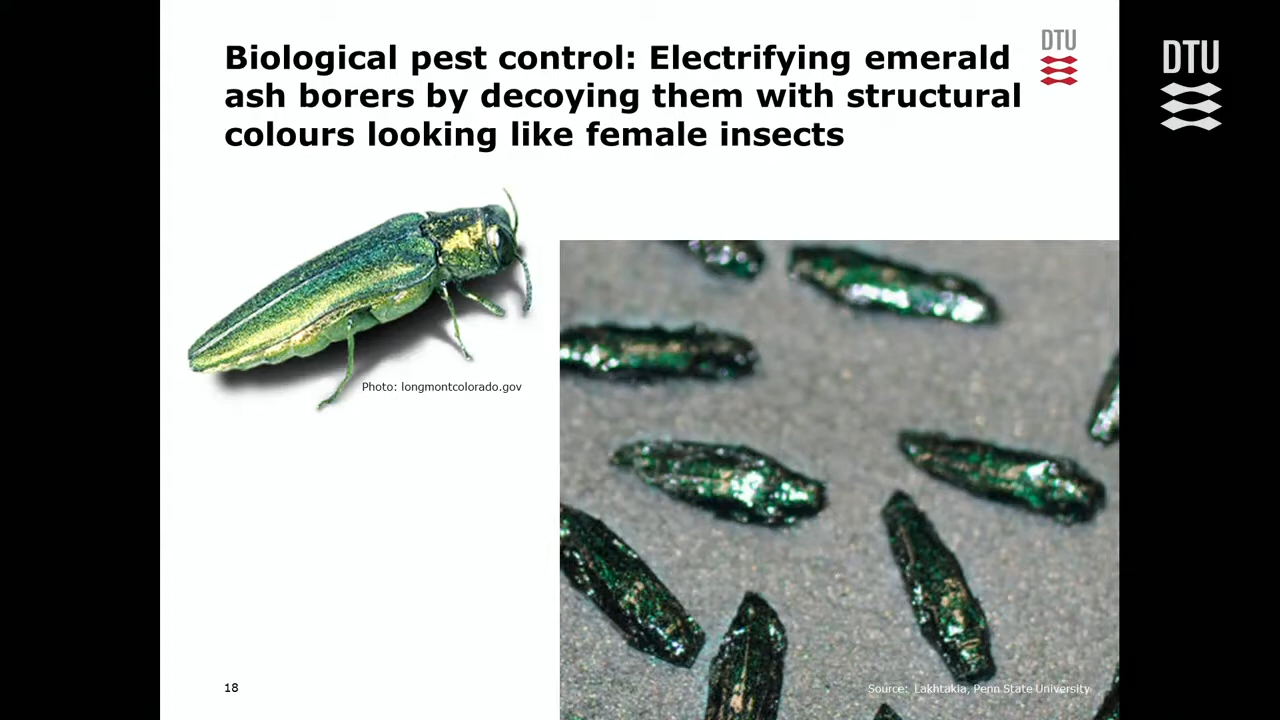 Biological pest control: Electrifying emerald
ash borers by decoying them with structural
colours looking like female insects
DTU
DTU
Photo: longmontcolorado.gov
18
Source: Lakhtakia, Penn State University